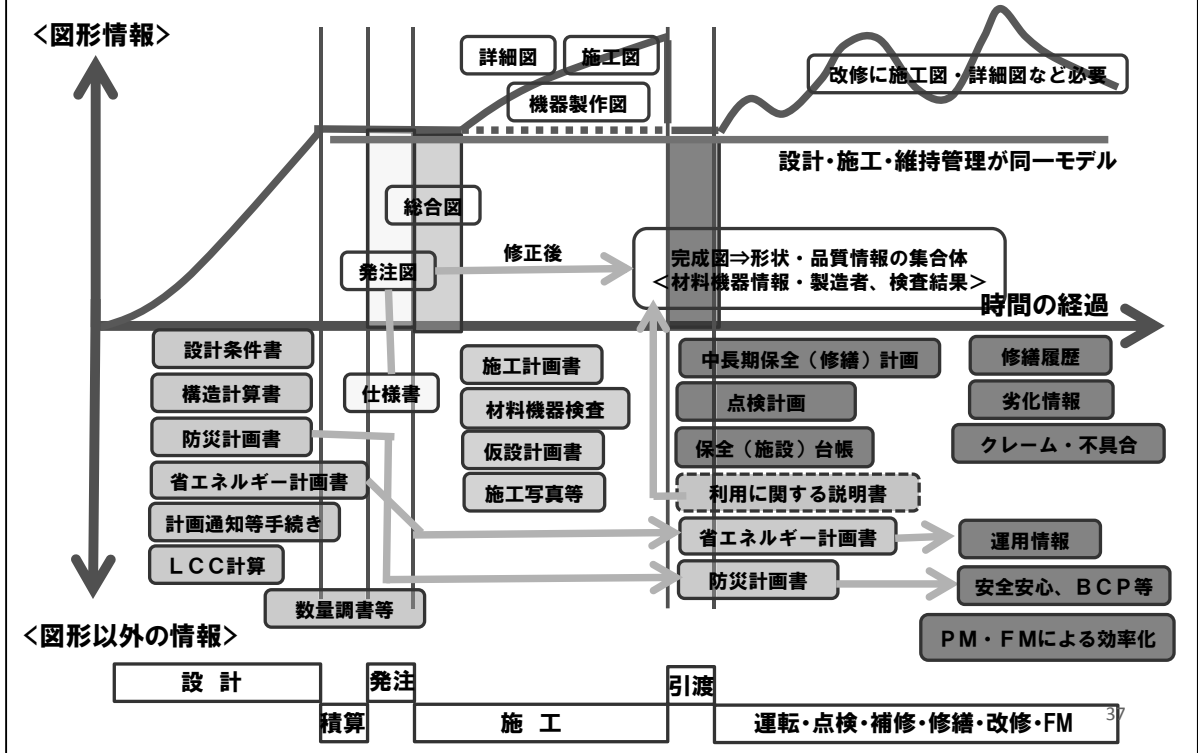 <図形情報>
詳細図
施工図
機器製作図
改修に施工図・詳細図など必要
設計・施工・維持管理が同一モデル
総合図
発注図
修正後
完成図⇒形状・品質情報の集合体
<材料機器情報・製造者、検査結果>
時間の経過
設計条件書
構造計算書
防災計画書
省エネルギー計画書
計画通知等手続き
LCC計算
数量調書等
仕様書
施工計画書
材料機器検査
仮設計画書
施工写真等
中長期保全(修繕)計画
点検計画
保全(施設)台帳
利用に関する説明書
省エネルギー計画書
防災計画書
修繕履歴
劣化情報
クレーム・不具合
運用情報
安全安心、BCP等
PM・FMによる効率化
<図形以外の情報>
設 計
積算
発注
施 工
引渡
運転・点検・補修・修繕・改修・FM
37